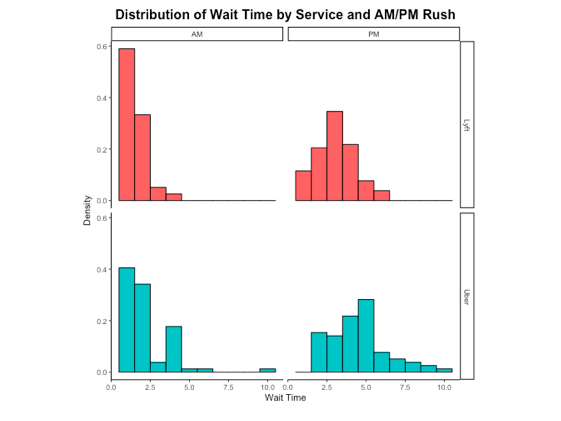 Distribution of Wait Time by Service and AM/PM Rush
AM
PM
0.6
0.4
0.2
0.0
Lyft
Density
0.6
0.4
0.2
0.0
Uber
0.0 2.5 5.0 7.5 10.0 0.0 2.5 5.0 7.5 10.0
Wait Time